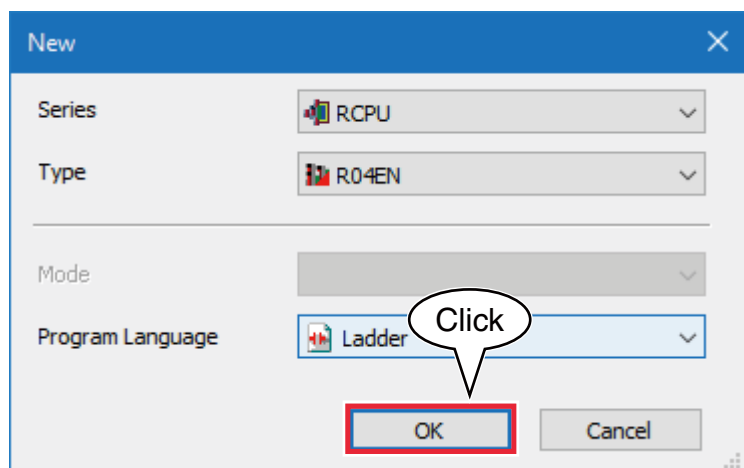 New
Series RCPU
Type R04EN
Mode
Program Language Ladder
Click
OK Cancel